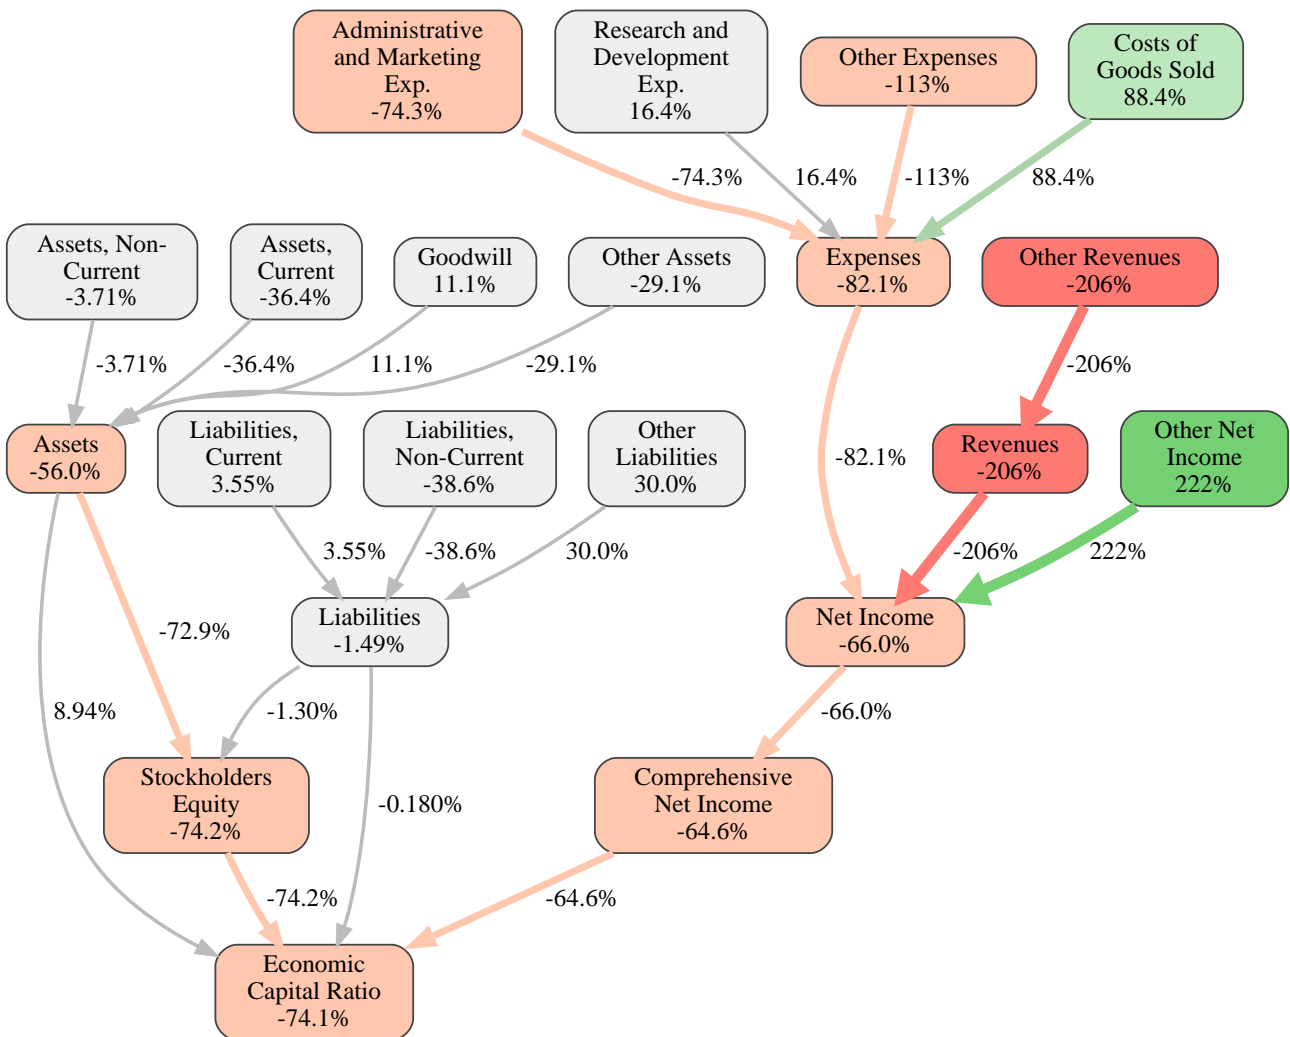 Administrative
and Marketing
Exp.
-74.3%
Research and
Development
Exp.
16.4%
Other Expenses
-113%
Costs of
Goods Sold
88.4%
-74.3%
16.4%
-113%
88.4%
Assets, Non-
Current
-3.71%
Assets,
Current
-36.4%
Goodwill
11.1%
Other Assets
-29.1%
Expenses
-82.1%
Other Revenues
-206%
-3.71%
-36.4%
11.1%
-29.1%
-206%
Assets
-56.0%
Liabilities,
Current
3.55%
Liabilities,
Non-Current
-38.6%
Other
Liabilities
30.0%
-82.1%
Revenues
-206%
Other Net
Income
222%
3.55%
-38.6%
30.0%
-206%
222%
-72.9%
Liabilities
-1.49%
Net Income
-66.0%
8.94%
-1.30%
-66.0%
Stockholders
Equity
-74.2%
-0.180%
Comprehensive
Net Income
-64.6%
-74.2%
-64.6%
Economic
Capital Ratio
-74.1%